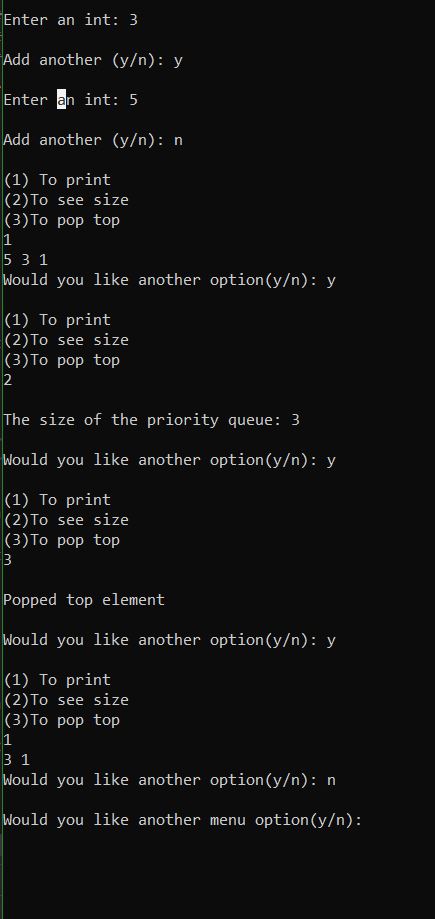 Enter an int: 3
Add another (y/n): y
Enter an int: 5
Add another (y/n): n
(1) To print
(2)To see size
(3)To pop top
1
5 3 1
Would you like another option(y/n): y
(1) To print
(2)To see size
(3)To pop top
2
The size of the priority queue: 3
Would you like another option(y/n): y
(1) To print
(2)To see size
(3)To pop top
3
Popped top element
Would you like another option(y/n): y
(1) To print
(2)To see size
(3)To pop top
1
3 1
Would you like another option(y/n): n
Would you like another menu option(y/n):